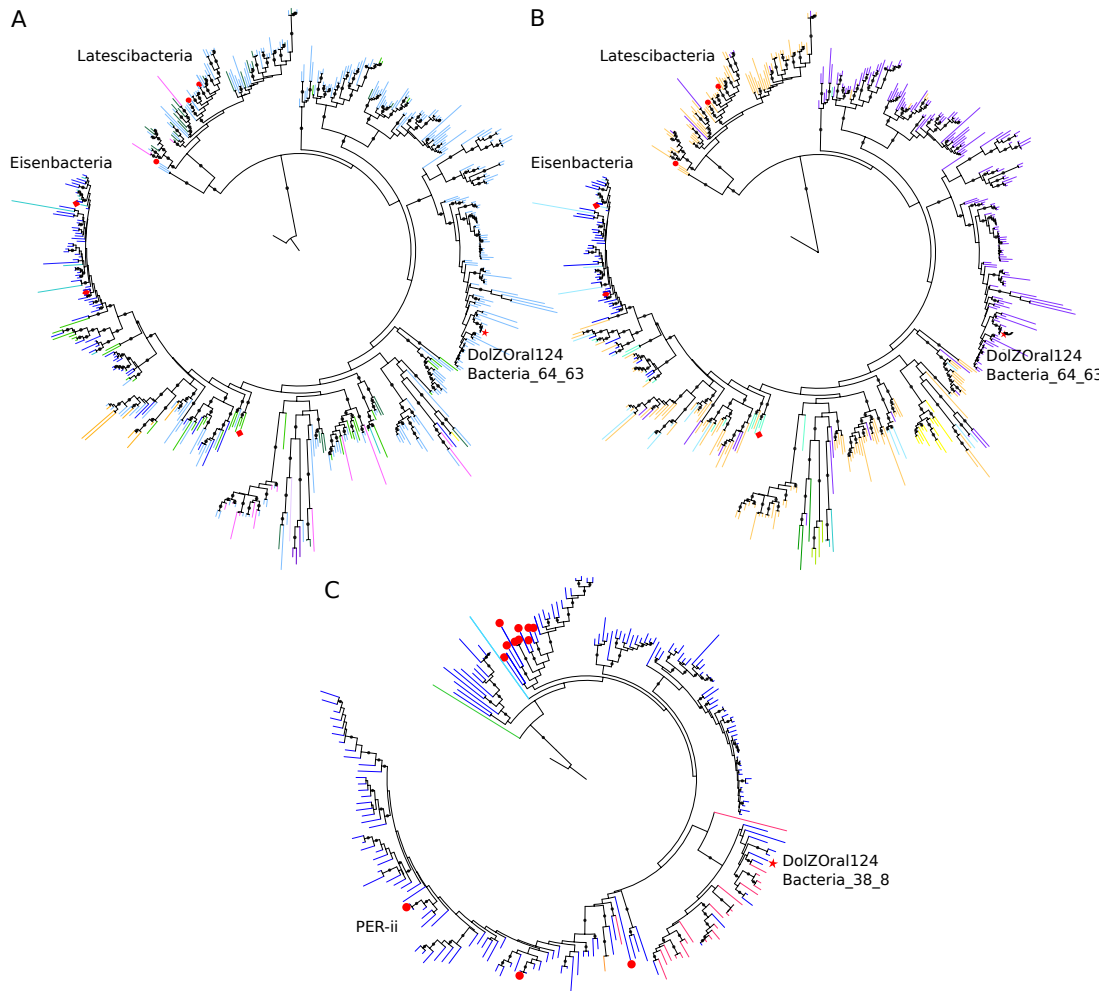 A
Latescibacteria
Eisenbacteria
DolZOral124
Bacteria_64_63
B
Latescibacteria
Eisenbacteria
DolZOral124
Bacteria_64_63
C
DolZOral124
Bacteria_38_8
PER-ii